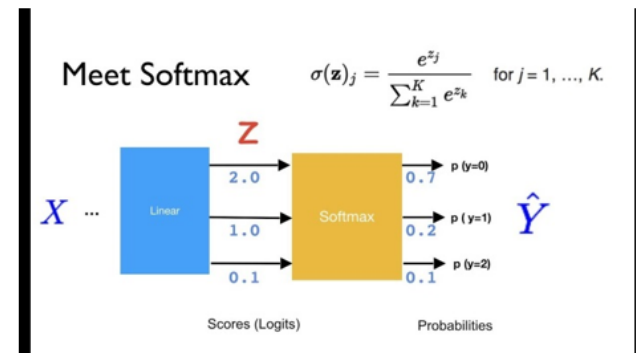 Meet Softmax
σ(z)_j = e^{z_j} / ∑_{k=1}^{K} e^{z_k} for j = 1, ..., K.
Z
2.0 0.7 p (y=0)
X ... Linear 1.0 Softmax 0.2 p ( y=1) Ŷ
0.1 0.1 p (y=2)
Scores (Logits) Probabilities